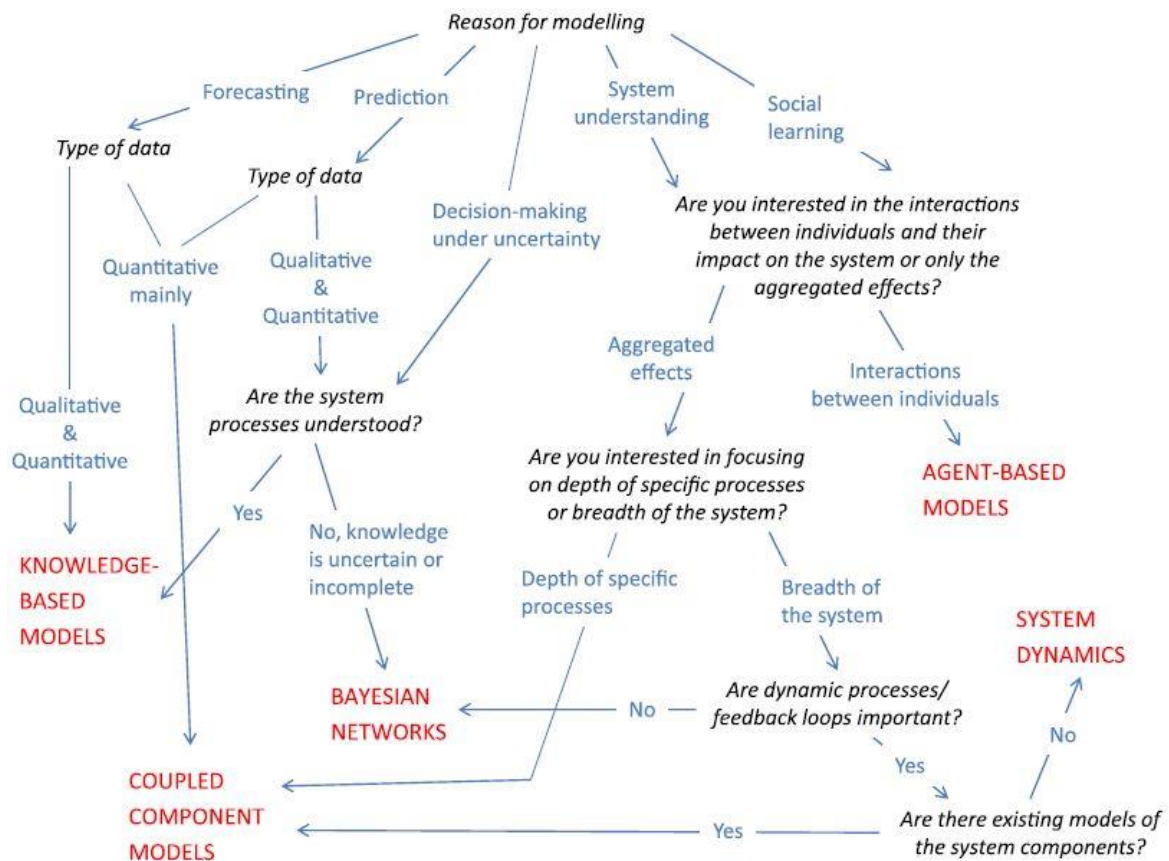 Reason for modelling
Forecasting
Prediction
System
understanding
Social
learning
Type of data
Type of data
Decision-making
under uncertainty
Are you interested in the interactions
between individuals and their
impact on the system or only the
aggregated effects?
Quantitative
mainly
Qualitative
&
Quantitative
Aggregated
effects
Interactions
between individuals
Qualitative
&
Quantitative
Are the system
processes understood?
Are you interested in focusing
on depth of specific processes
or breadth of the system?
AGENT-BASED
MODELS
Yes
No, knowledge
is uncertain or
incomplete
KNOWLEDGE-
BASED
MODELS
Depth of specific
processes
Breadth
of the
system
SYSTEM
DYNAMICS
BAYESIAN
NETWORKS
No
Are dynamic processes/
feedback loops important?
No
Yes
COUPLED
COMPONENT
MODELS
Yes
Are there existing models of
the system components?